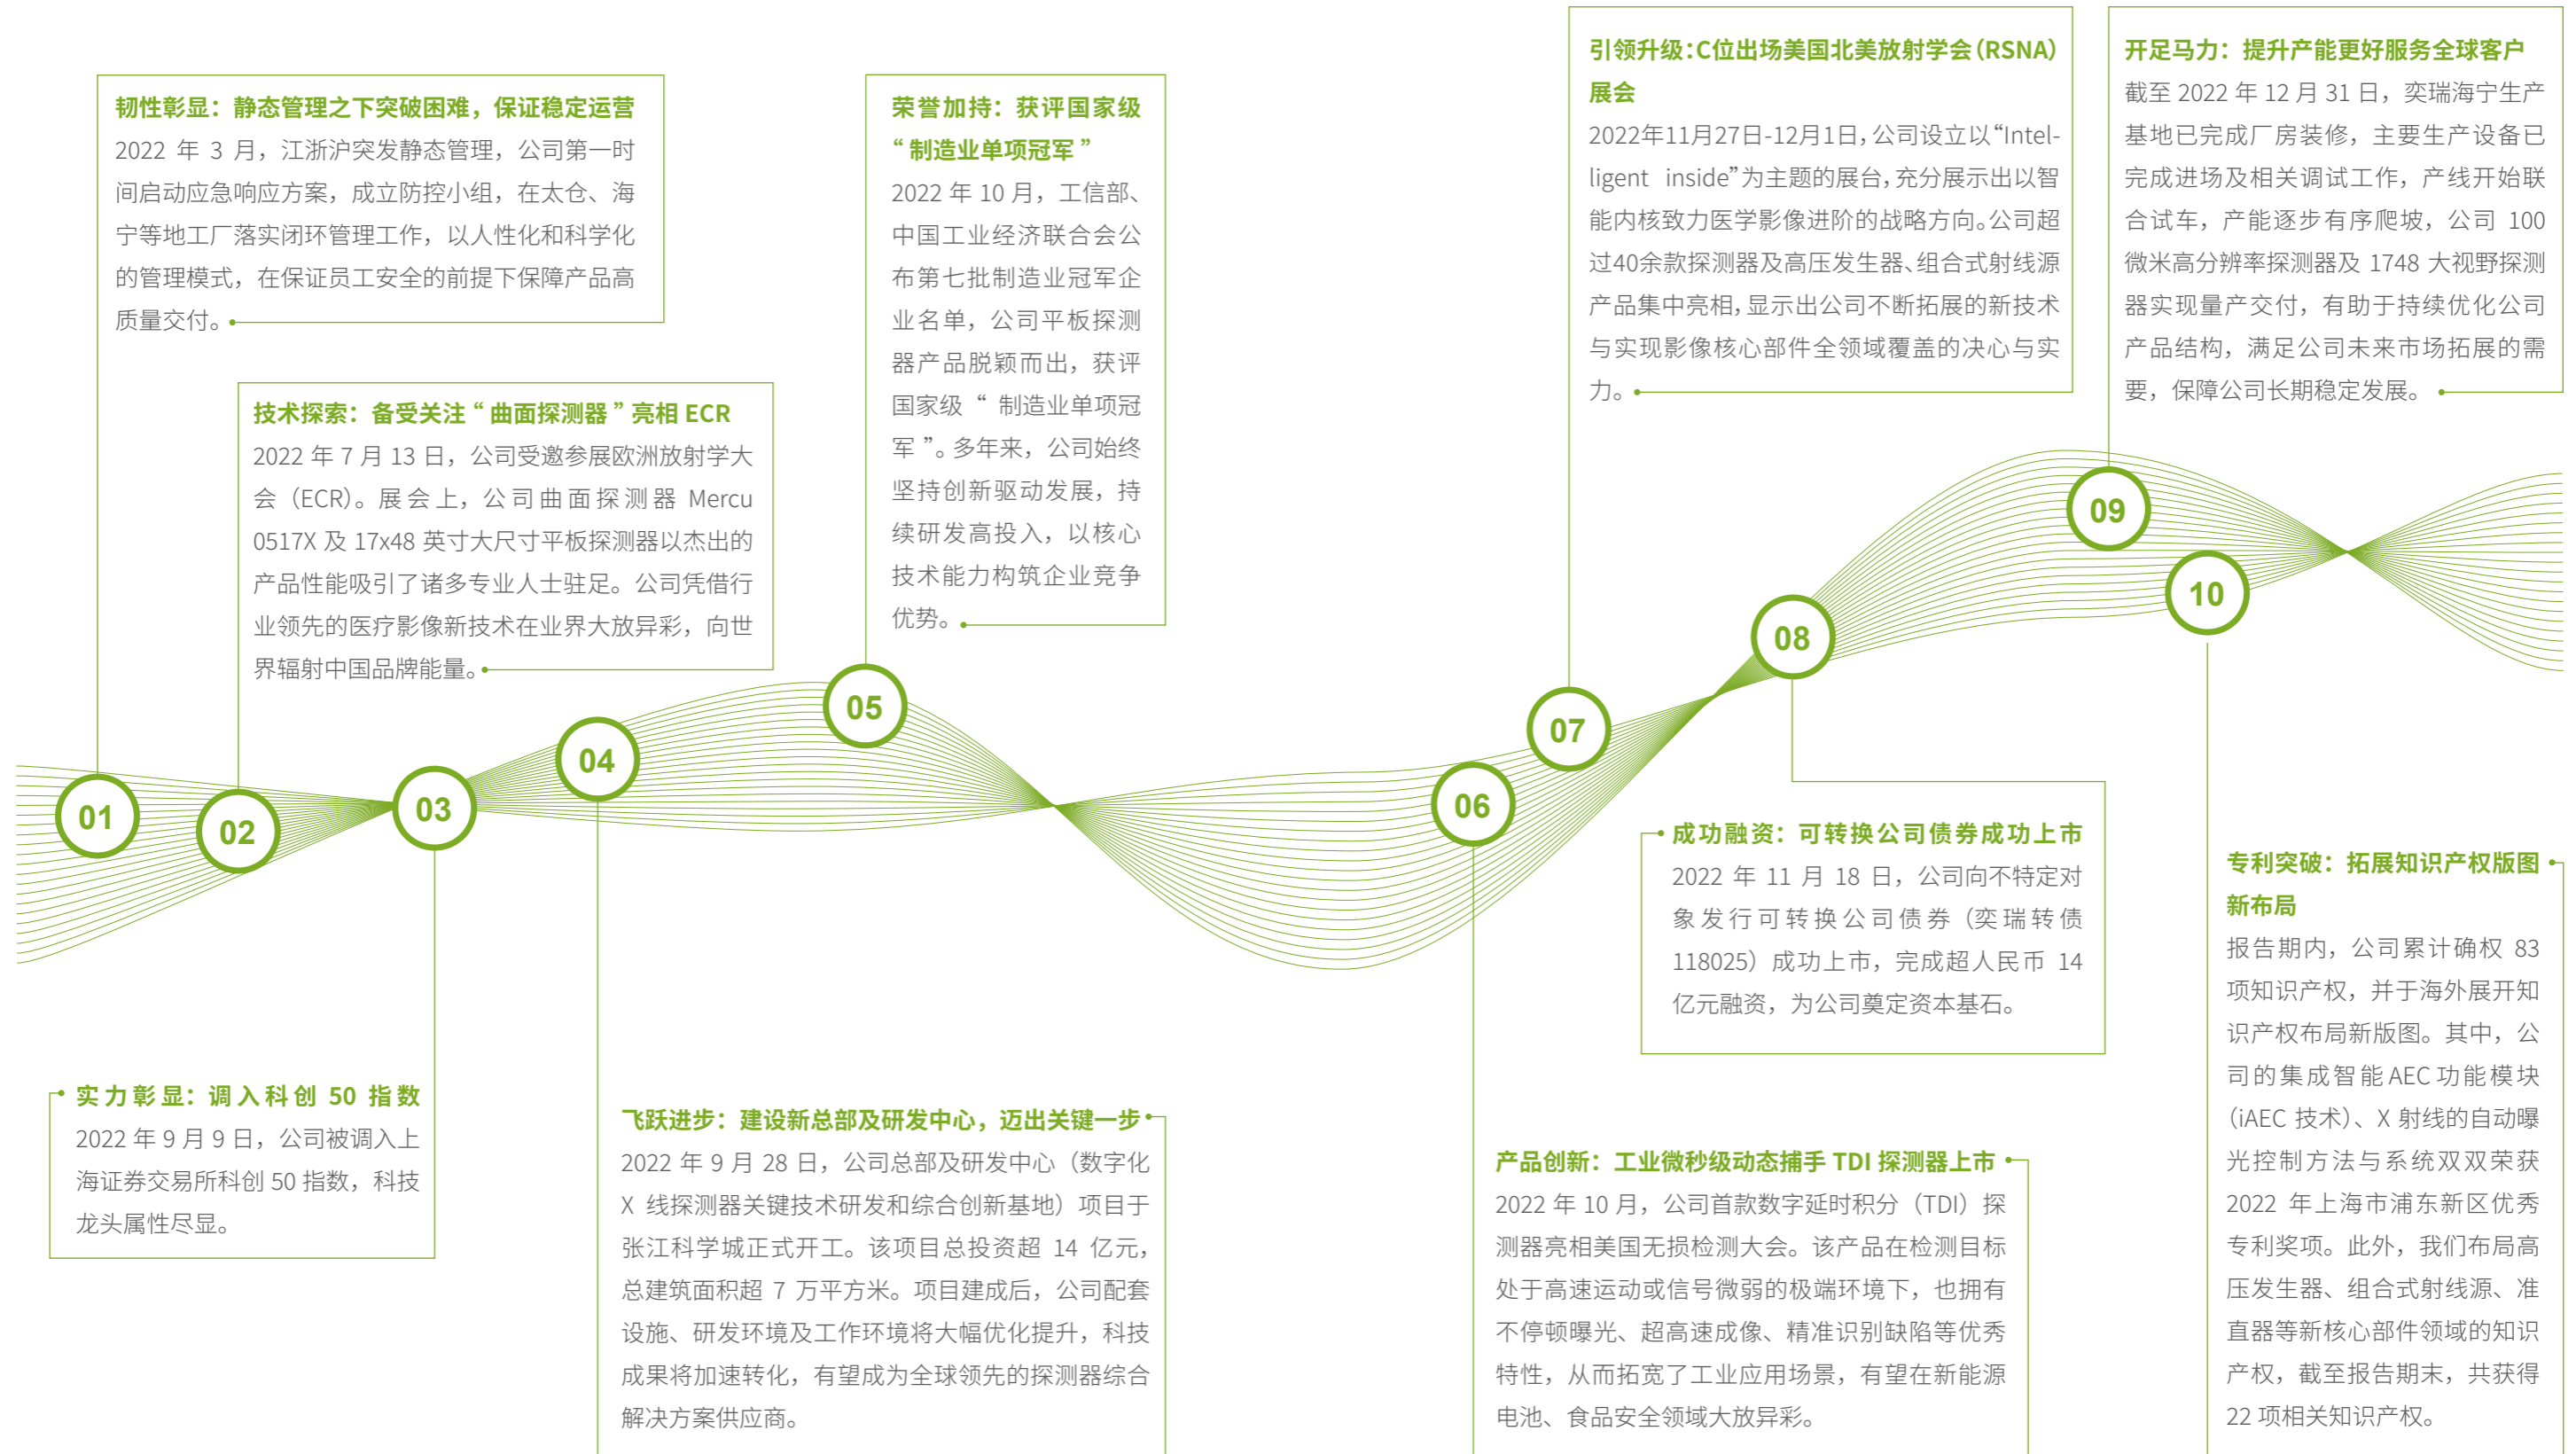 韧性彰显：静态管理之下突破困难，保证稳定运营
2022 年 3 月，江浙沪突发静态管理，公司第一时
间启动应急响应方案，成立防控小组，在太仓、海
宁等地工厂落实闭环管理工作，以人性化和科学化
的管理模式，在保证员工安全的前提下保障产品高
质量交付。
技术探索：备受关注“曲面探测器”亮相 ECR
2022 年 7 月 13 日，公司受邀参展欧洲放射学大
会（ECR）。展会上，公司曲面探测器 Mercu
0517X 及 17x48 英寸大尺寸平板探测器以杰出的
产品性能吸引了诸多专业人士驻足。公司凭借行
业领先的医疗影像新技术在业界大放异彩，向世
界辐射中国品牌能量。
荣誉加持：获评国家级
“制造业单项冠军”
2022 年 10 月，工信部、
中国工业经济联合会公
布第七批制造业冠军企
业名单，公司平板探测
器产品脱颖而出，获评
国家级“制造业单项冠
军”。多年来，公司始终
坚持创新驱动发展，持
续研发高投入，以核心
技术能力构筑企业竞争
优势。
引领升级：C位出场美国北美放射学会（RSNA）
展会
2022年11月27日-12月1日，公司设立以“Intel-
ligent inside”为主题的展台，充分展示出以智
能内核致力医学影像进阶的战略方向。公司超
过40余款探测器及高压发生器、组合式射线源
产品集中亮相，显示出公司不断拓展的新技术
与实现影像核心部件全领域覆盖的决心与实
力。
开足马力：提升产能更好服务全球客户
截至 2022 年 12 月 31 日，奕瑞海宁生产
基地已完成厂房装修，主要生产设备已
完成进场及相关调试工作，产线开始联
合试车，产能逐步有序爬坡，公司 100
微米高分辨率探测器及 1748 大视野探测
器实现量产交付，有助于持续优化公司
产品结构，满足公司未来市场拓展的需
要，保障公司长期稳定发展。
01
02
03
04
05
06
07
08
09
10
实力彰显：调入科创 50 指数
2022 年 9 月 9 日，公司被调入上
海证券交易所科创 50 指数，科技
龙头属性尽显。
飞跃进步：建设新总部及研发中心，迈出关键一步
2022 年 9 月 28 日，公司总部及研发中心（数字化
X 线探测器关键技术研发和综合创新基地）项目于
张江科学城正式开工。该项目总投资超 14 亿元，
总建筑面积超 7 万平方米。项目建成后，公司配套
设施、研发环境及工作环境将大幅优化提升，科技
成果将加速转化，有望成为全球领先的探测器综合
解决方案供应商。
产品创新：工业微秒级动态捕手 TDI 探测器上市
2022 年 10 月，公司首款数字延时积分（TDI）探
测器亮相美国无损检测大会。该产品在检测目标
处于高速运动或信号微弱的极端环境下，也拥有
不停顿曝光、超高速成像、精准识别缺陷等优秀
特性，从而拓宽了工业应用场景，有望在新能源
电池、食品安全领域大放异彩。
成功融资：可转换公司债券成功上市
2022 年 11 月 18 日，公司向不特定对
象发行可转换公司债券（奕瑞转债
118025）成功上市，完成超人民币 14
亿元融资，为公司奠定资本基石。
专利突破：拓展知识产权版图
新布局
报告期内，公司累计确权 83
项知识产权，并于海外展开知
识产权布局新版图。其中，公
司的集成智能 AEC 功能模块
（iAEC 技术）、X 射线的自动曝
光控制方法与系统双双荣获
2022 年上海市浦东新区优秀
专利奖项。此外，我们布局高
压发生器、组合式射线源、准
直器等新核心部件领域的知识
产权，截至报告期末，共获得
22 项相关知识产权。